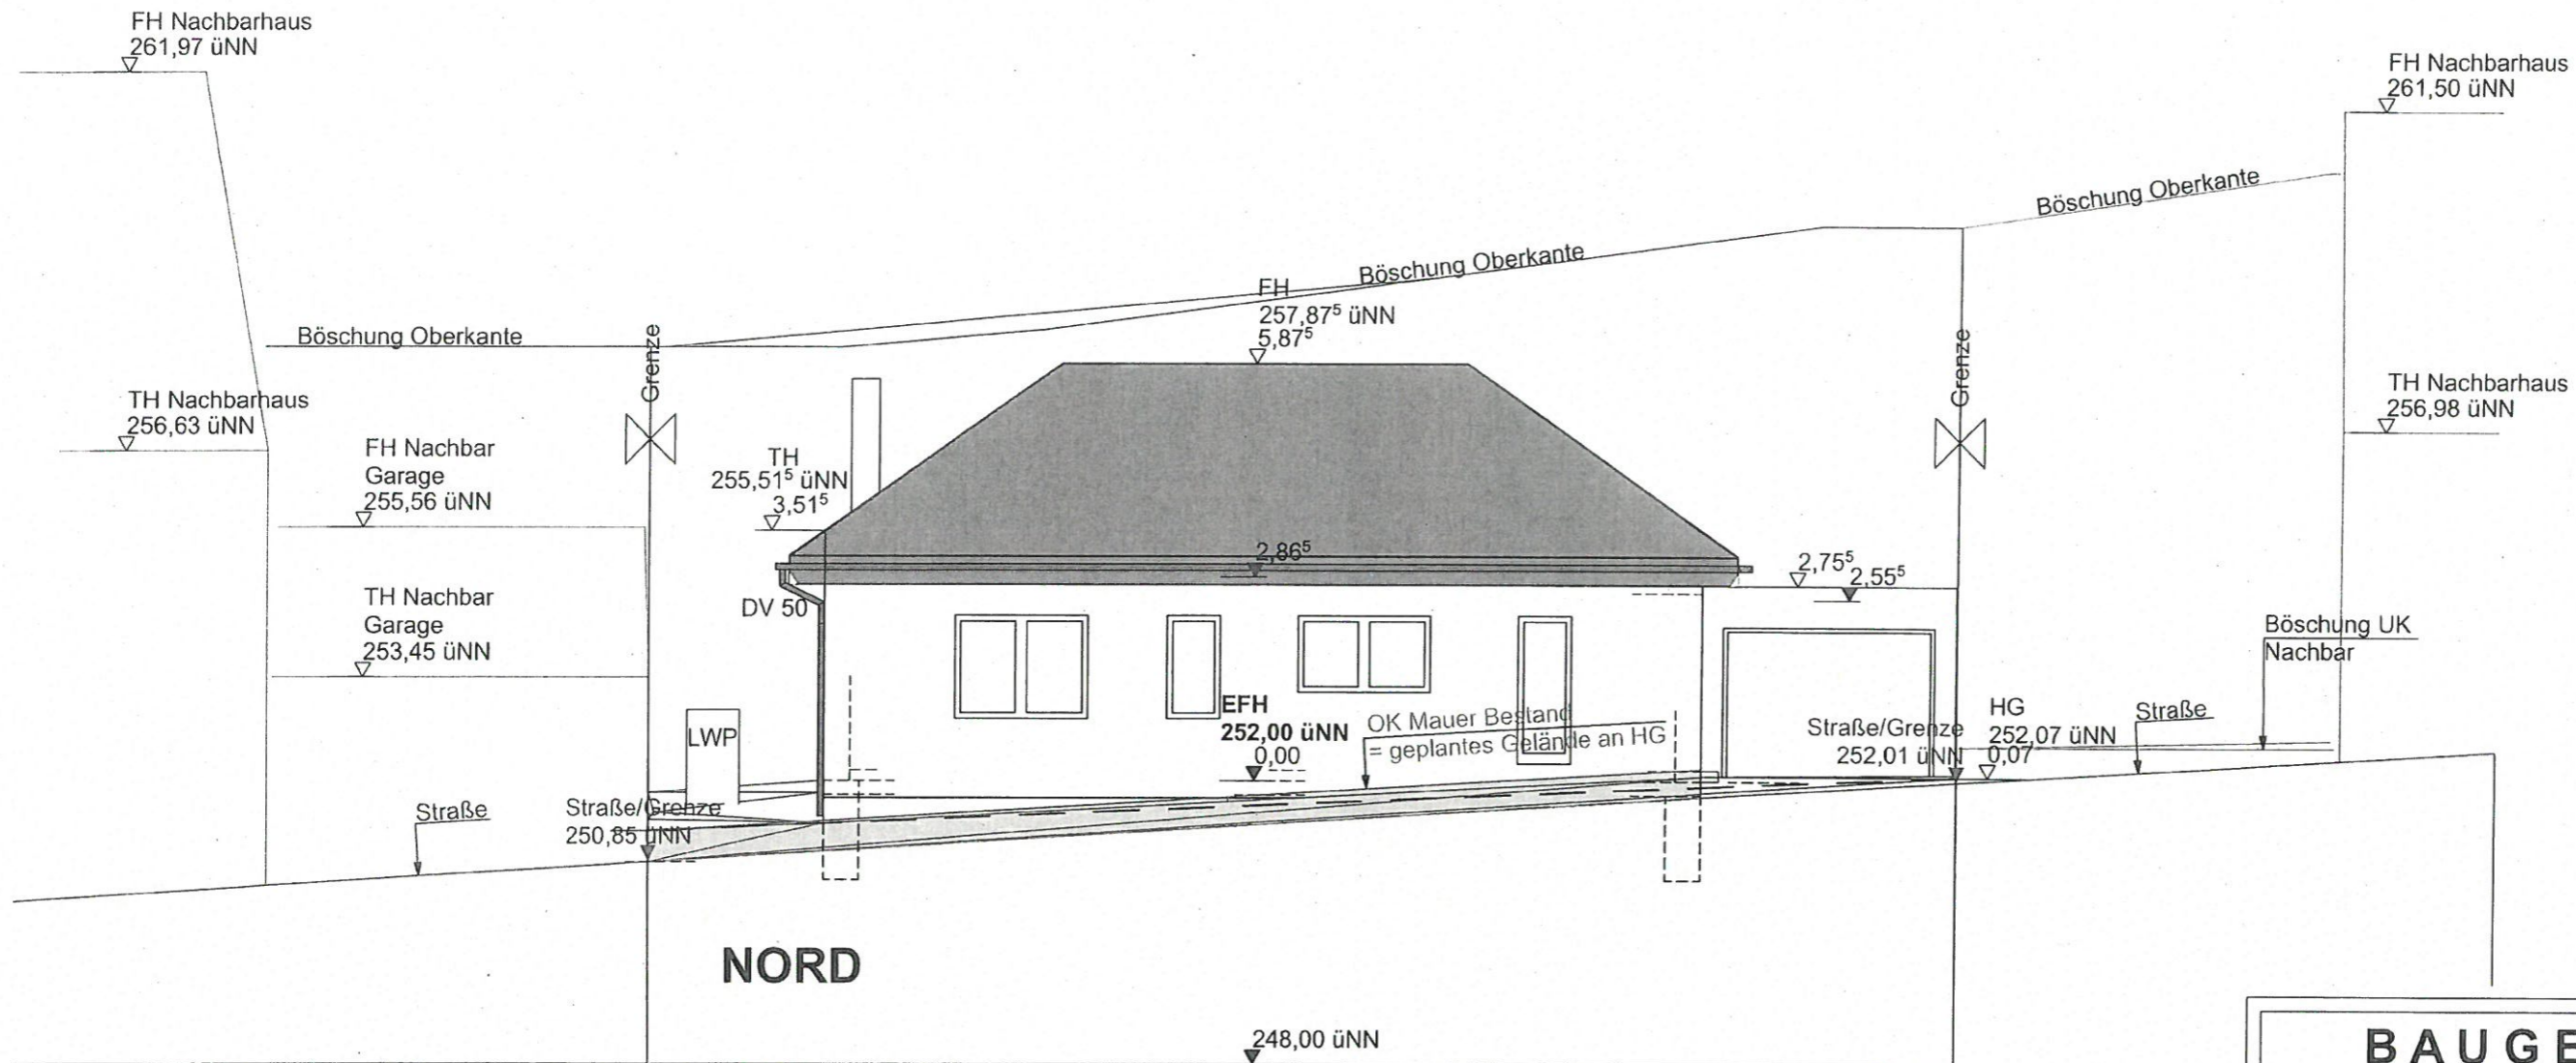 FH Nachbarhaus
261,97 üNN
FH Nachbarhaus
261,50 üNN
Böschung Oberkante
Böschung Oberkante
FH
257,87⁵ üNN
5,87⁵
Böschung Oberkante
Grenze
Grenze
TH Nachbarhaus
256,63 üNN
TH Nachbarhaus
256,98 üNN
FH Nachbar
Garage
255,56 üNN
TH
255,51⁵ üNN
3,51⁵
2,86⁵
2,75⁵
2,55⁵
DV 50
TH Nachbar
Garage
253,45 üNN
Böschung UK
Nachbar
LWP
EFH
252,00 üNN
0,00
OK Mauer Bestand
= geplantes Gelände an HG
Straße/Grenze
252,01 üNN
HG
252,07 üNN
0,07
Straße
Straße
Straße/Grenze
250,85 üNN
NORD
248,00 üNN